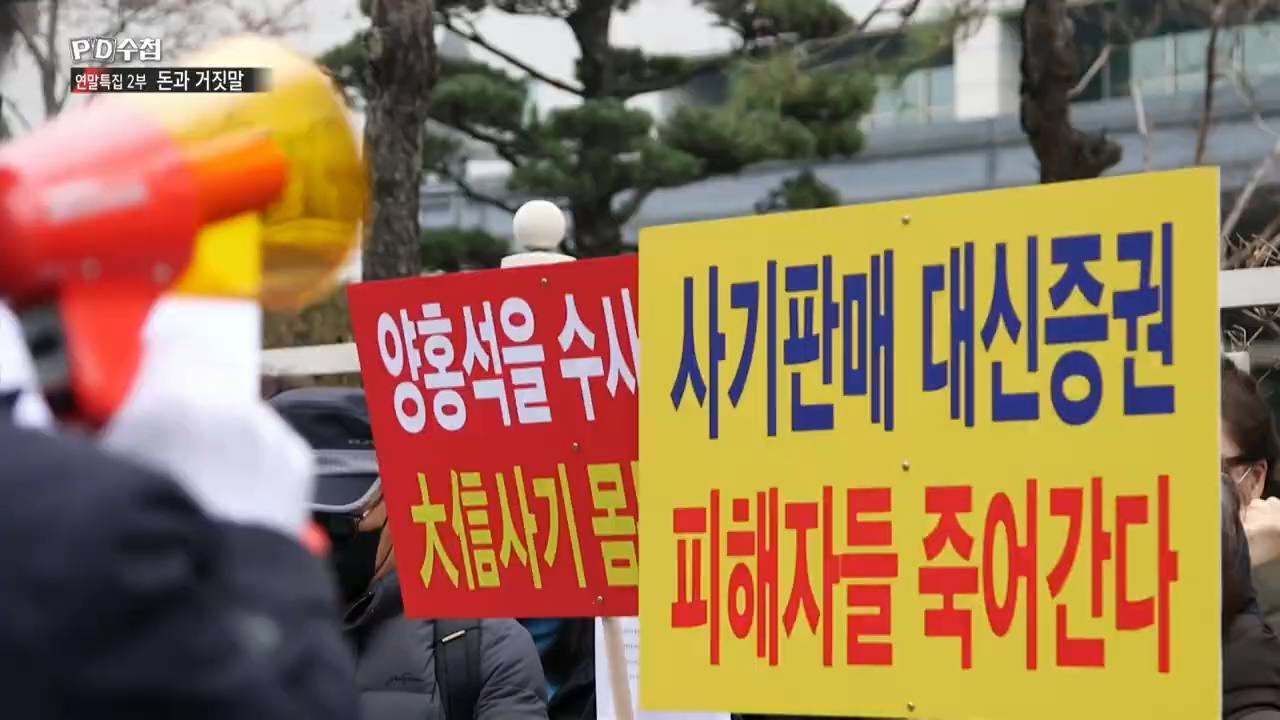 PD수첩
연말특집 2부 돈과 거짓말
양홍석을 수사
大信사기 몸
사기판매 대신증권
피해자들 죽어간다